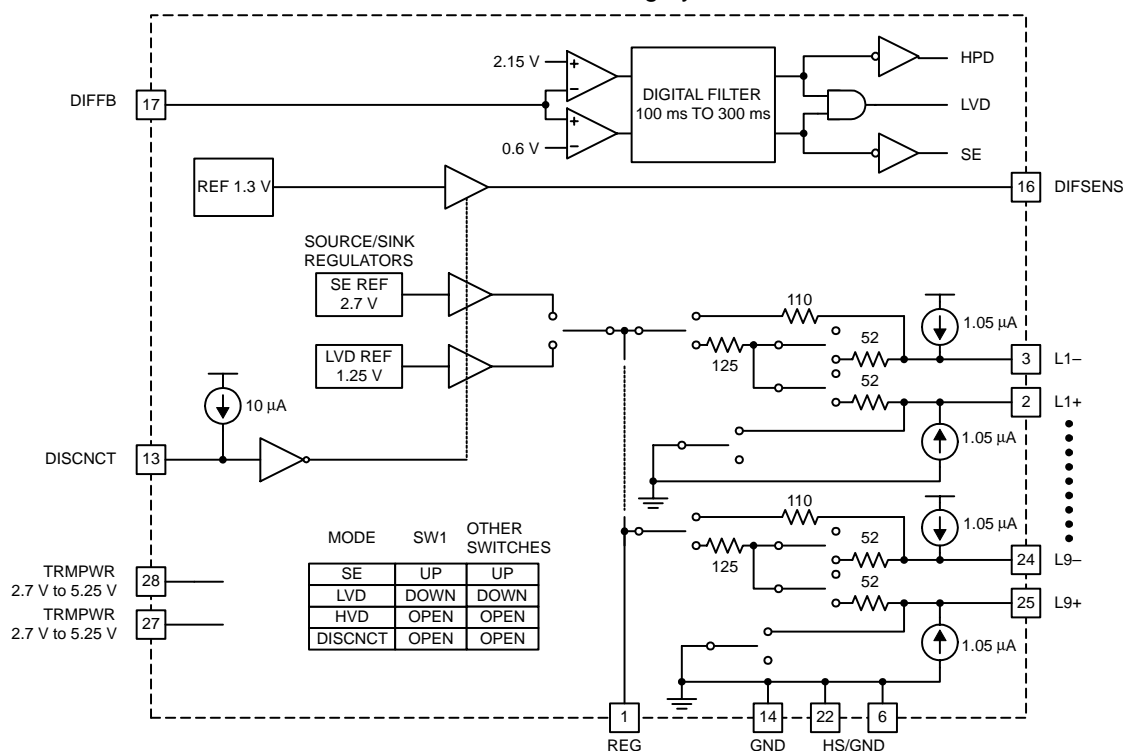 2.15 V
+
−
HPD
DIFFB
17
DIGITAL FILTER
100 ms TO 300 ms
LVD
+
−
0.6 V
SE
REF 1.3 V
16
DIFSENS
SOURCE/SINK
REGULATORS
SE REF
2.7 V
LVD REF
1.25 V
110
1.05 µA
52
125
3
L1−
52
2
L1+
10 µA
1.05 µA
DISCNCT
13
110
1.05 µA
52
125
24
L9−
52
25
L9+
1.05 µA
MODE SW1 OTHER
SWITCHES
SE UP UP
LVD DOWN DOWN
HVD OPEN OPEN
DISCNCT OPEN OPEN
TRMPWR
2.7 V to 5.25 V
28
TRMPWR
2.7 V to 5.25 V
27
1
14
22
6
REG
GND
HS/GND